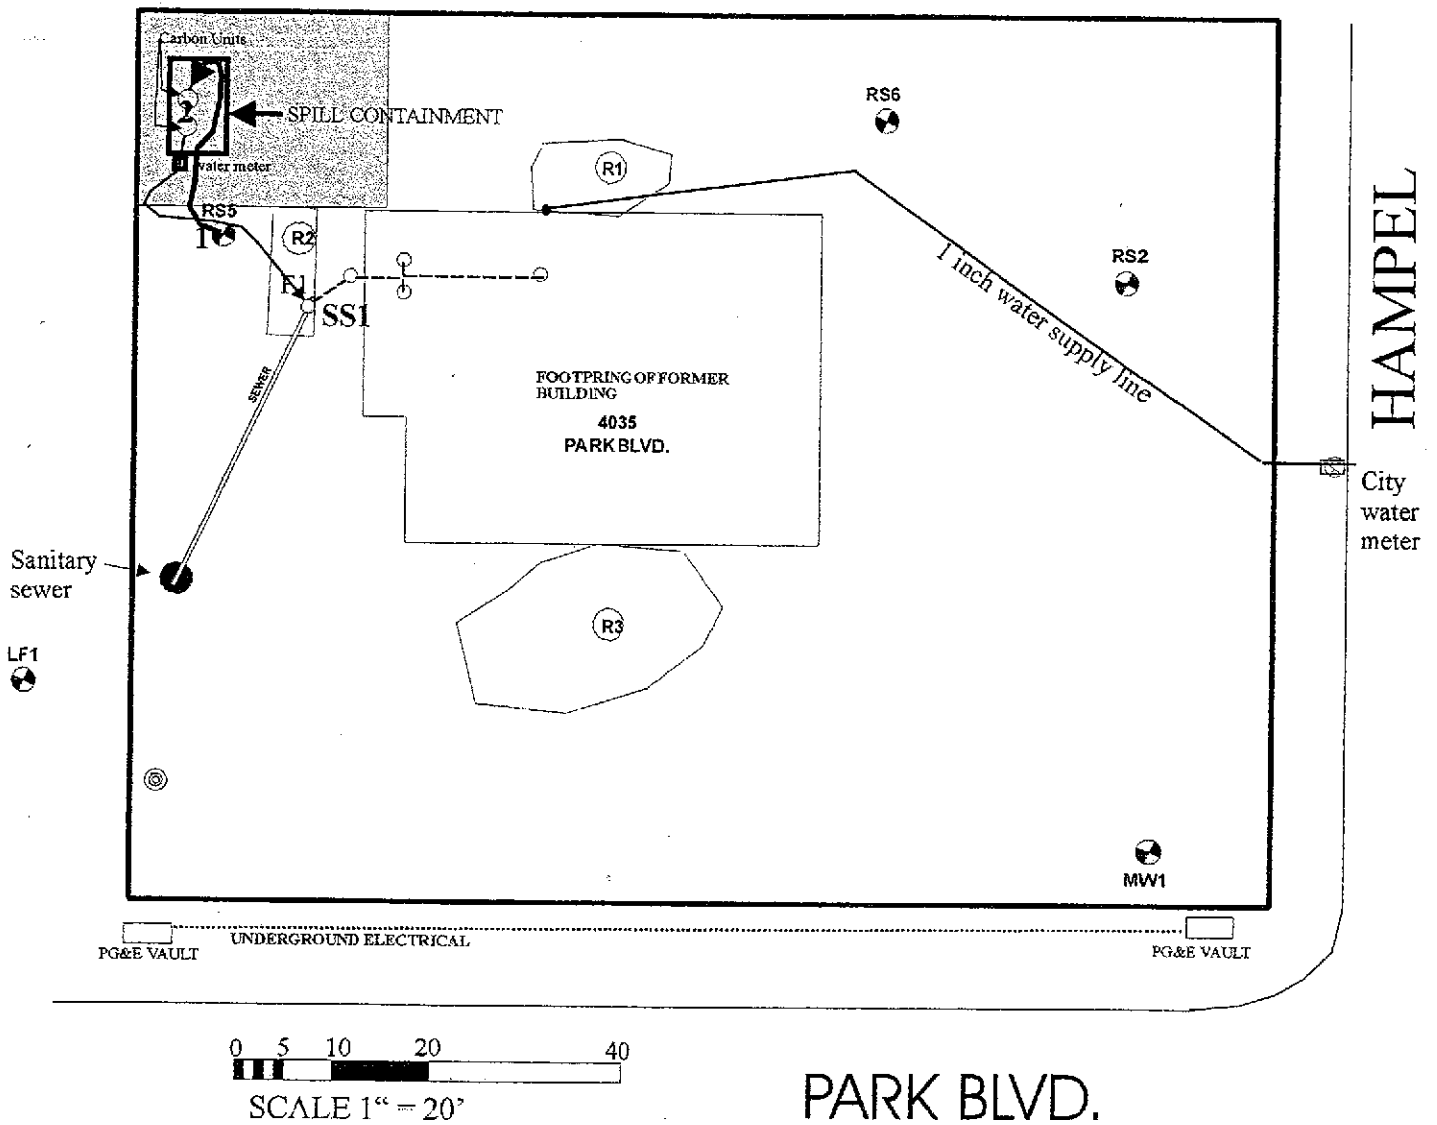 Carbon Units
2
SPILL CONTAINMENT
water meter
RS6
R1
RS5
1
R2
F1
SS1
RS2
1 inch water supply line
HAMPEL
SEWER
FOOTPRING OF FORMER
BUILDING
4035
PARK BLVD.
City
water
meter
Sanitary
sewer
R3
LF1
MW1
UNDERGROUND ELECTRICAL
PG&E VAULT
PG&E VAULT
0 5 10 20 40
SCALE 1“ = 20’
PARK BLVD.